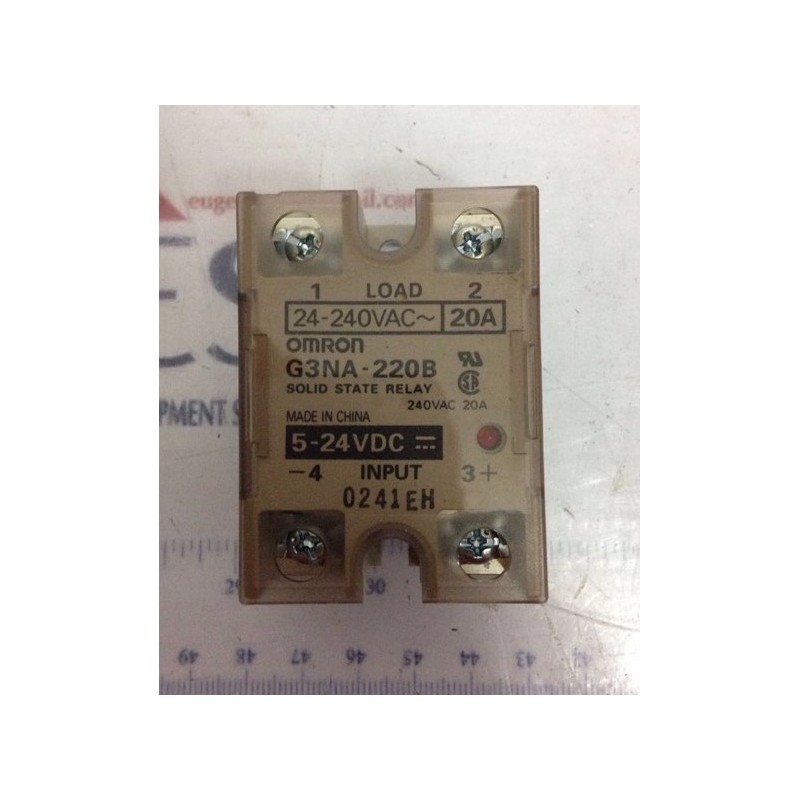 1 LOAD 2
24-240VAC~ 20A
OMRON
G3NA-220B
SOLID STATE RELAY
240VAC 20A
MADE IN CHINA
5-24VDC
-4 INPUT 3+
0241EH
30
49 48 47 46 45 44 43